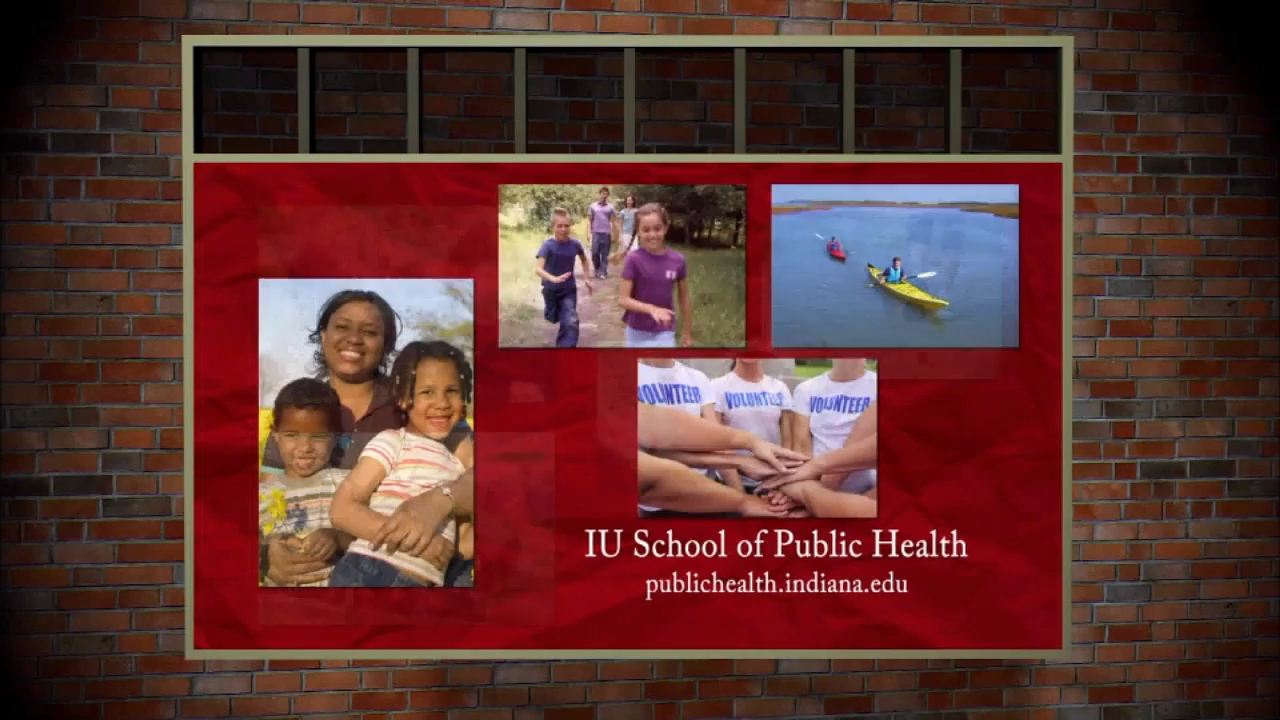 VOLUNTEER VOLUNTEER VOLUNTEER
IU School of Public Health
publichealth.indiana.edu